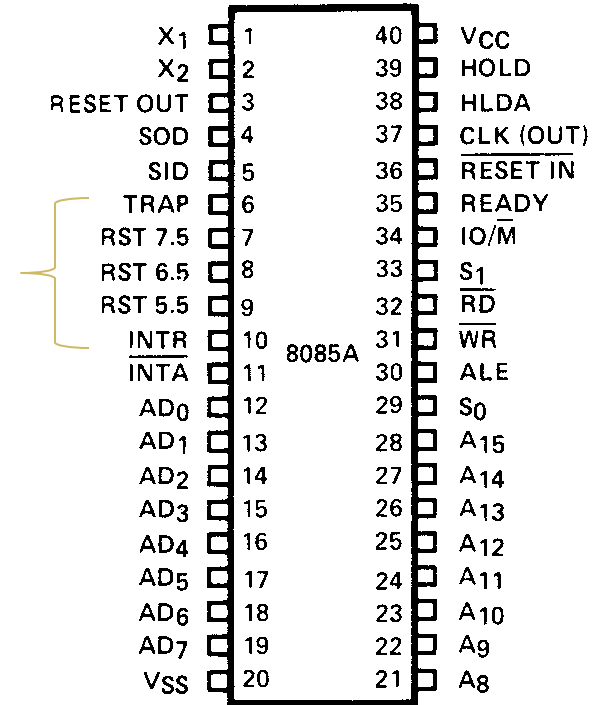 X1 1 40 VCC
X2 2 39 HOLD
RESET OUT 3 38 HLDA
SOD 4 37 CLK (OUT)
SID 5 36 RESET IN
TRAP 6 35 READY
RST 7.5 7 34 IO/M
RST 6.5 8 33 S1
RST 5.5 9 32 RD
INTR 10 31 WR
8085A
INTA 11 30 ALE
AD0 12 29 S0
AD1 13 28 A15
AD2 14 27 A14
AD3 15 26 A13
AD4 16 25 A12
AD5 17 24 A11
AD6 18 23 A10
AD7 19 22 A9
VSS 20 21 A8